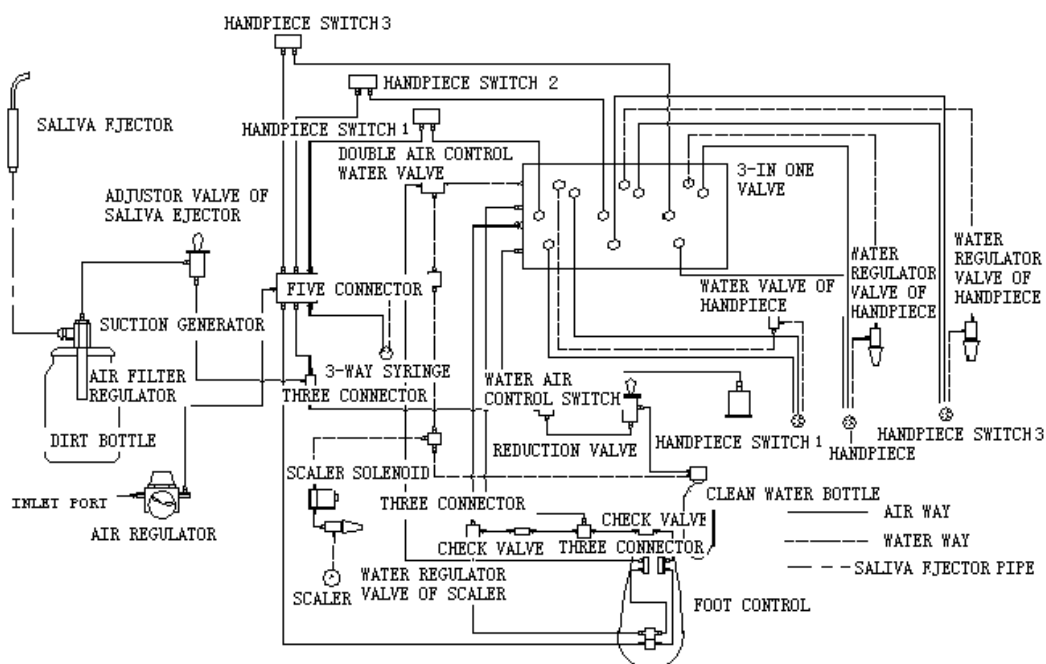 HANDPIECE SWITCH 3
HANDPIECE SWITCH 2
SALIVA FJECTOR
HANDPIECE SWITCH 1
DOUBLE AIR CONTROL
WATER VALVE
3-IN ONE
VALVE
ADJUSTOR VALVE OF
SALIVA EJECTOR
WATER
REGULATOR
VALVE OF
HANDPIECE
WATER
REGULATOR
VALVE OF
HANDPIECE
FIVE CONNECTOR
WATER VALVE OF
HANDPIECE
SUCTION GENERATOR
3-WAY SYRINGE
AIR FILTER
REGULATOR
THREE CONNECTOR
WATER AIR
CONTROL SWITCH
DIRT BOTTLE
REDUCTION VALVE
HANDPIECE SWITCH 1
HANDPIECE
HANDPIECE SWITCH 3
SCALER SOLENOID
INLET PORT
AIR REGULATOR
THREE CONNECTOR
CLEAN WATER BOTTLE
CHECK VALVE
CHECK VALVE
THREE CONNECTOR
AIR WAY
WATER WAY
SALIVA FJECTOR PIPE
SCALER
WATER REGULATOR
VALVE OF SCALER
FOOT CONTROL